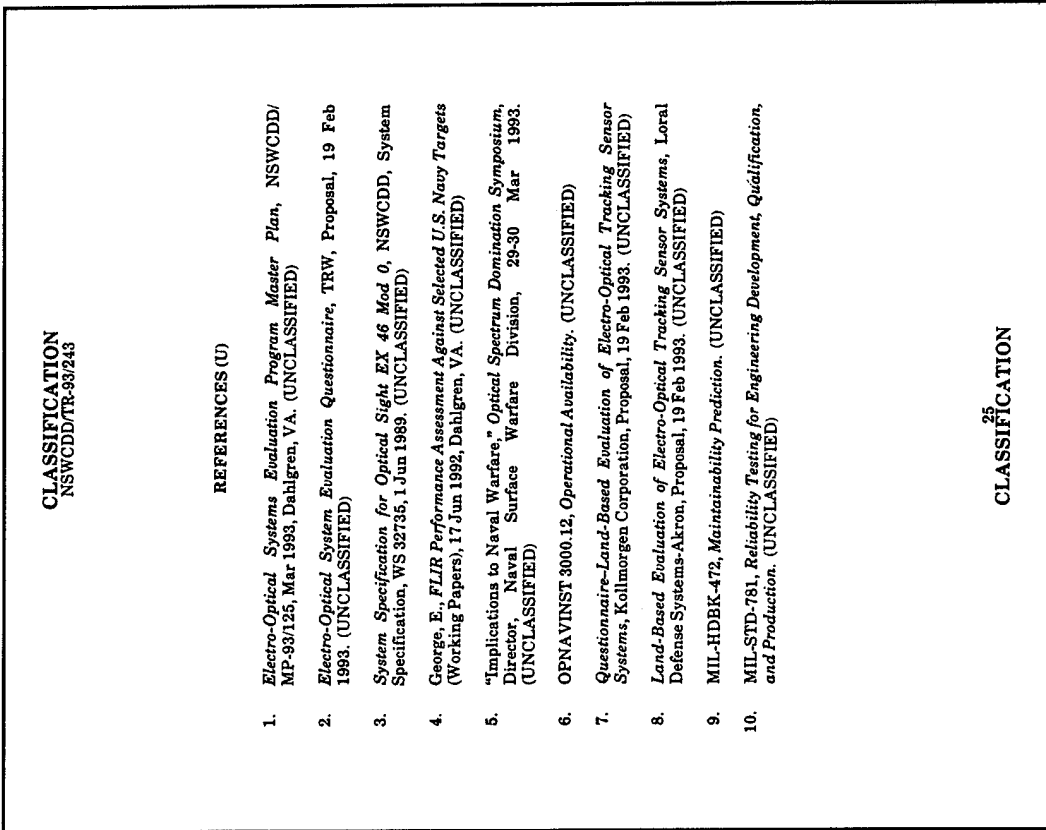 CLASSIFICATION
NSWCDD/TR-93/243
REFERENCES (U)
1. Electro-Optical Systems Evaluation Program Master Plan, NSWCDD/
MP-93/125, Mar 1993, Dahlgren, VA. (UNCLASSIFIED)
2. Electro-Optical System Evaluation Questionnaire, TRW, Proposal, 19 Feb
1993. (UNCLASSIFIED)
3. System Specification for Optical Sight EX 46 Mod 0, NSWCDD, System
Specification, WS 32735, 1 Jun 1989. (UNCLASSIFIED)
4. George, E., FLIR Performance Assessment Against Selected U.S. Navy Targets
(Working Papers), 17 Jun 1992, Dahlgren, VA. (UNCLASSIFIED)
5. "Implications to Naval Warfare," Optical Spectrum Domination Symposium,
Director, Naval Surface Warfare Division, 29-30 Mar 1993.
(UNCLASSIFIED)
6. OPNAVINST 3000.12, Operational Availability. (UNCLASSIFIED)
7. Questionnaire–Land-Based Evaluation of Electro-Optical Tracking Sensor
Systems, Kollmorgen Corporation, Proposal, 19 Feb 1993. (UNCLASSIFIED)
8. Land-Based Evaluation of Electro-Optical Tracking Sensor Systems, Loral
Defense Systems-Akron, Proposal, 19 Feb 1993. (UNCLASSIFIED)
9. MIL-HDBK-472, Maintainability Prediction. (UNCLASSIFIED)
10. MIL-STD-781, Reliability Testing for Engineering Development, Qualification,
and Production. (UNCLASSIFIED)
25
CLASSIFICATION